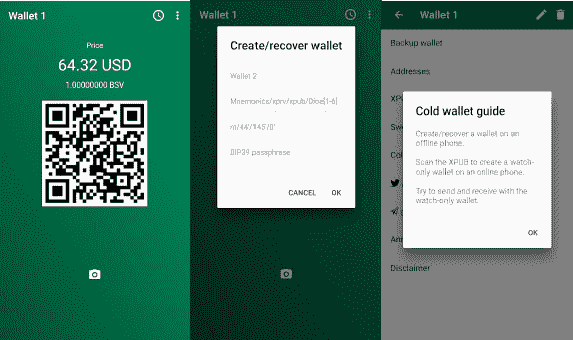 Wallet 1
Price
64.32 USD
1.00000000 BSV
Wallet 1
Create/recover wallet
Wallet 2
Mnemonics/xprv/xpub/Dice[1-6]
m/44'/145'/0'
BIP39 passphrase
CANCEL
OK
Wallet 1
Backup wallet
Addresses
XPU
Swe
Col
Cold wallet guide
Create/recover a wallet on an
offline phone.
Scan the XPUB to create a watch-
only wallet on an online phone.
Try to send and receive with the
watch-only wallet.
OK
Disclaimer